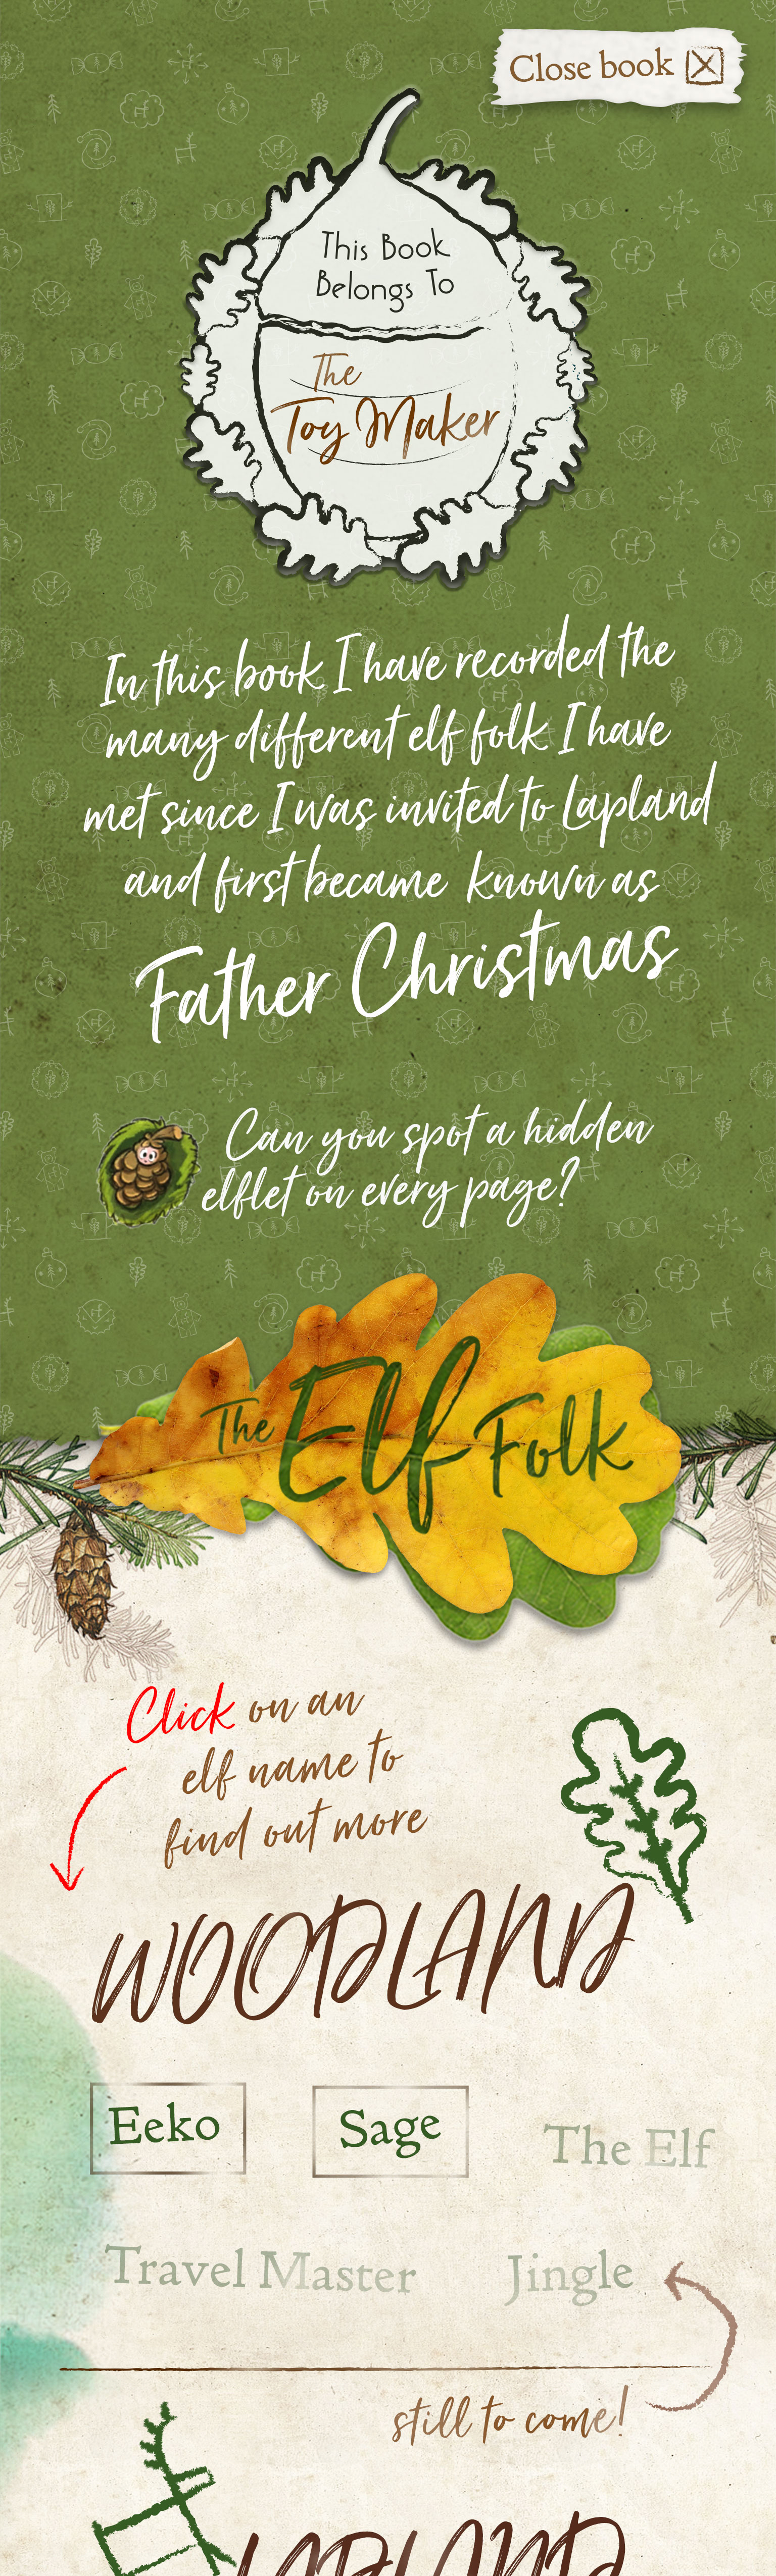 Close book
This Book
Belongs To
The
Toy Maker
In this book I have recorded the
many different elf folk I have
met since I was invited to Lapland
and first became known as
Father Christmas
Can you spot a hidden
elflet on every page?
The Elf Folk
Click on an
elf name to
find out more
WOODLAND
Eeko
Sage
The Elf
Travel Master
Jingle
still to come!
LAPLAND